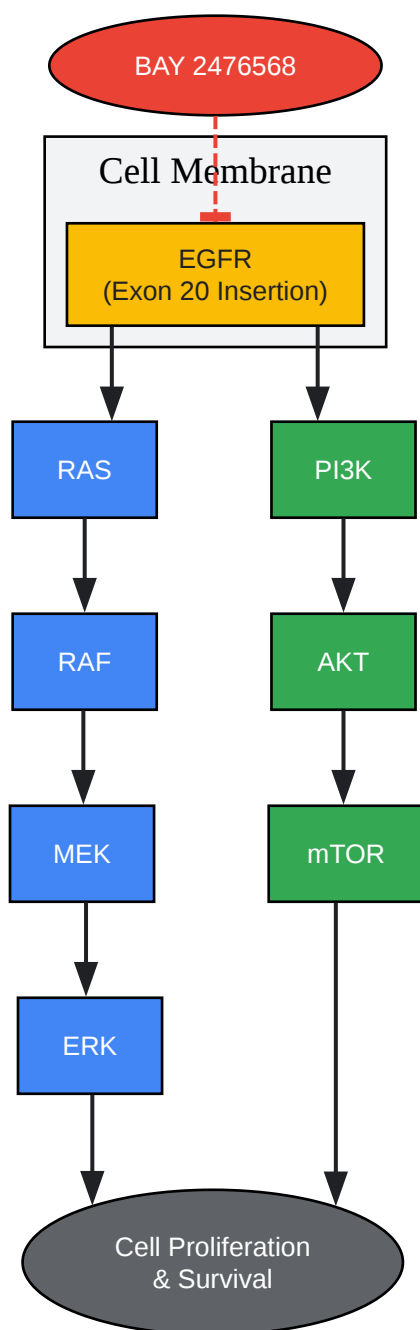 BAY 2476568
Cell Membrane
EGFR
(Exon 20 Insertion)
RAS
PI3K
RAF
AKT
MEK
mTOR
ERK
Cell Proliferation
& Survival